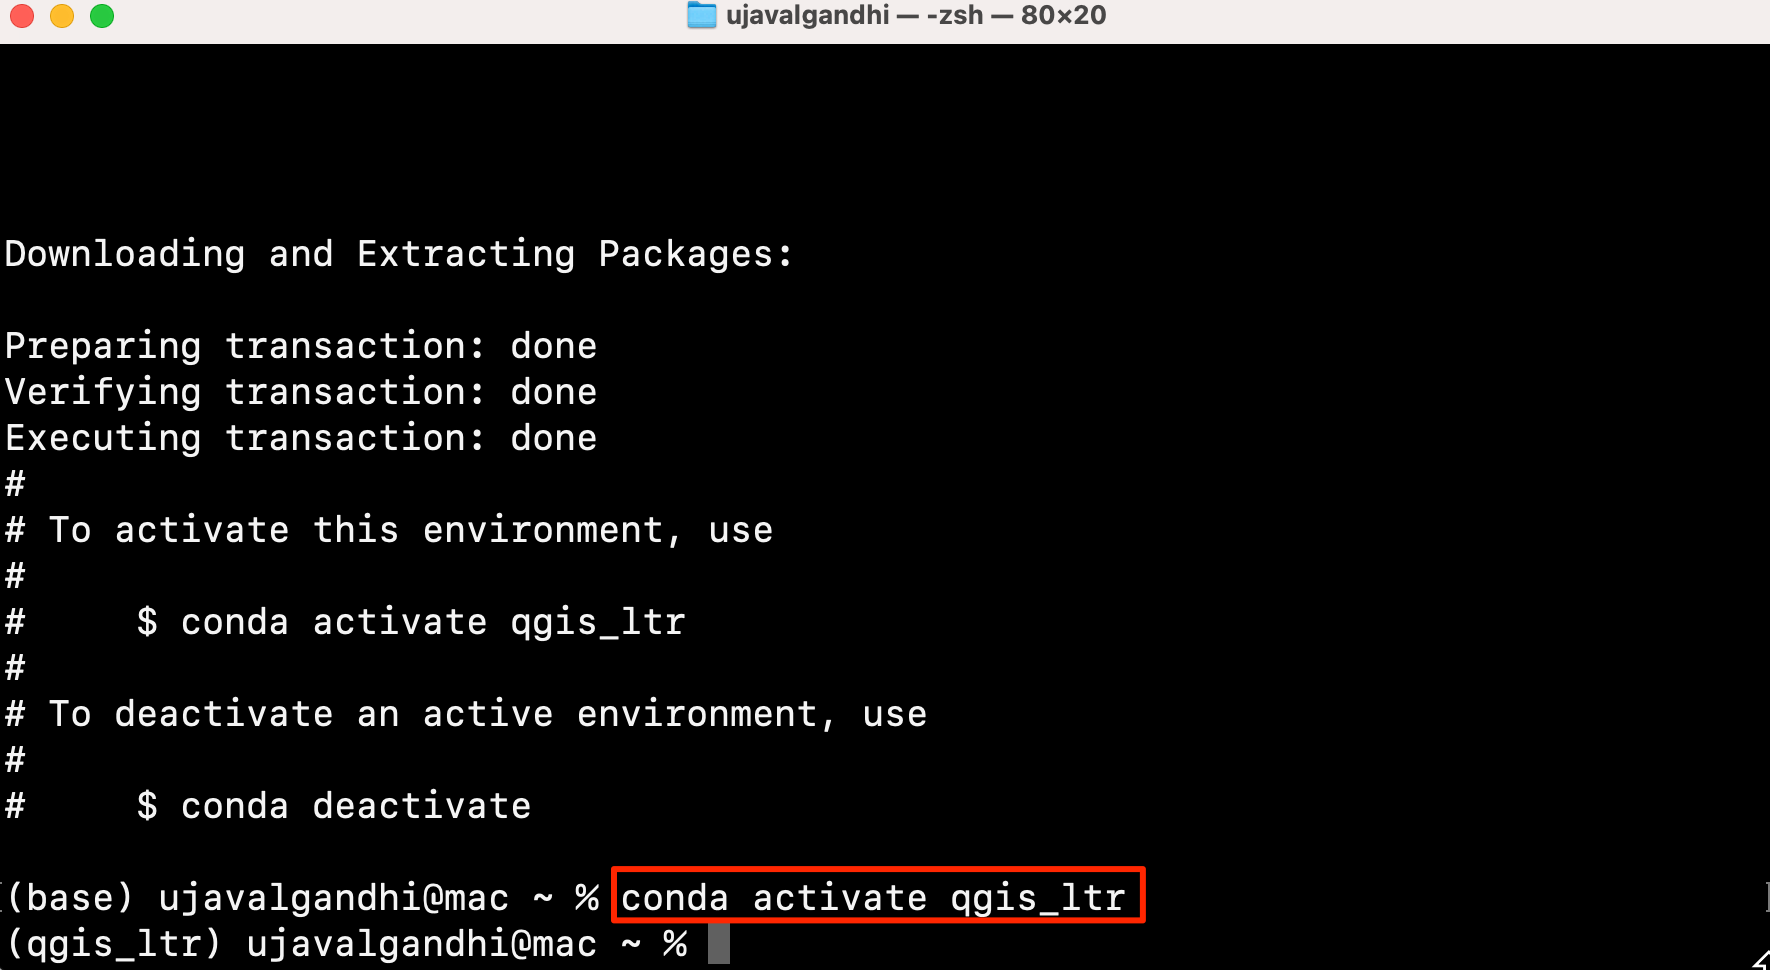 ujavalgandhi — -zsh — 80×20
Downloading and Extracting Packages:
Preparing transaction: done
Verifying transaction: done
Executing transaction: done
#
# To activate this environment, use
#
#     $ conda activate qgis_ltr
#
# To deactivate an active environment, use
#
#     $ conda deactivate
(base) ujavalgandhi@mac ~ % conda activate qgis_ltr
(qgis_ltr) ujavalgandhi@mac ~ %